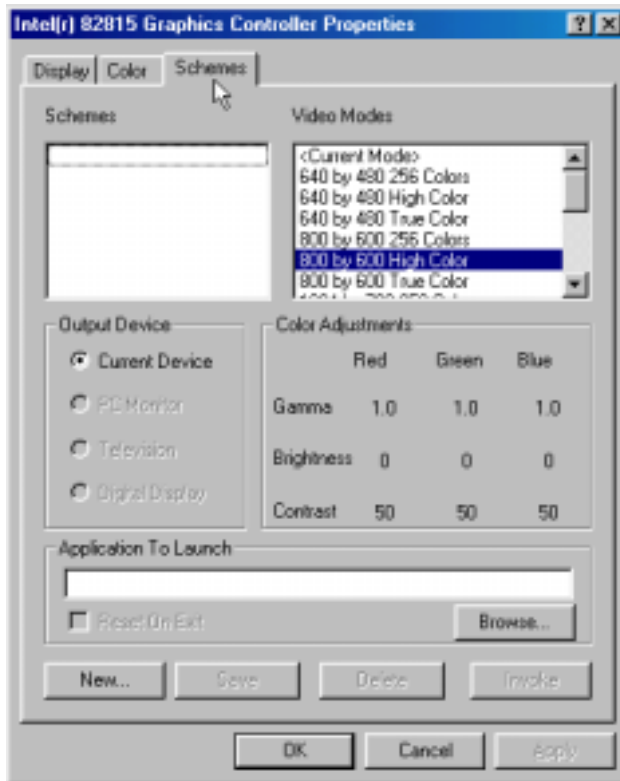 Intel(r) 82815 Graphics Controller Properties
Display Color Schemes
Schemes
Video Modes
<Current Mode>
640 by 480 256 Colors
640 by 480 High Color
640 by 480 True Color
800 by 600 256 Colors
800 by 600 High Color
800 by 600 True Color
Output Device
Current Device
PC Monitor
Television
Digital Display
Color Adjustments
Red Green Blue
Gamma 1.0 1.0 1.0
Brightness 0 0 0
Contrast 50 50 50
Application To Launch
Reset On Exit
Browse...
New... Save Delete Invoke
OK Cancel Apply